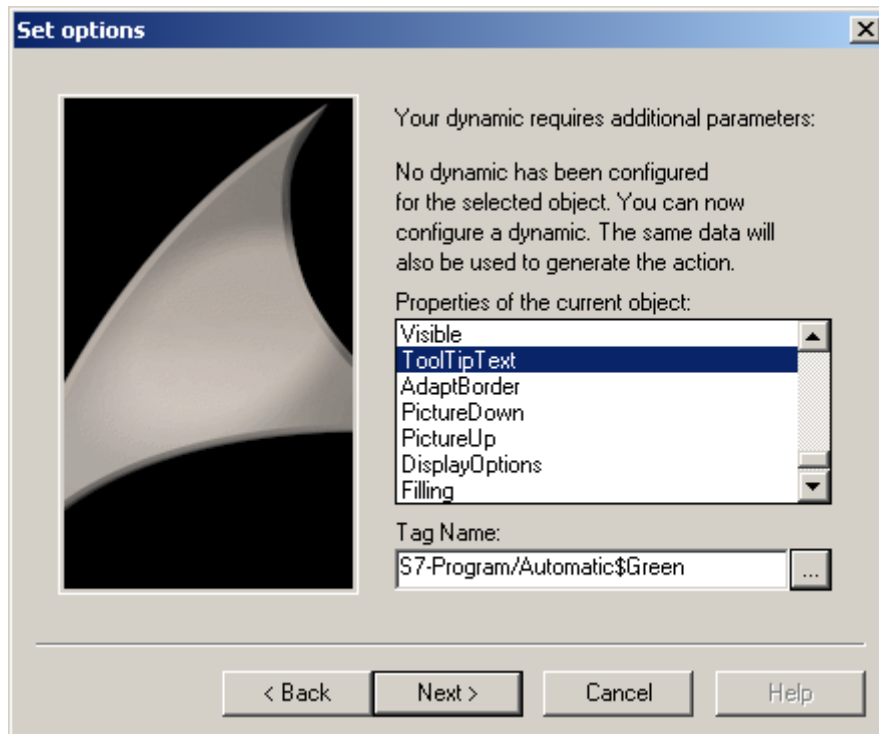 Set options
Your dynamic requires additional parameters:
No dynamic has been configured
for the selected object. You can now
configure a dynamic. The same data will
also be used to generate the action.
Properties of the current object:
Visible
ToolTipText
AdaptBorder
PictureDown
PictureUp
DisplayOptions
Filling
Tag Name:
S7-Program/Automatic$Green
...
< Back
Next >
Cancel
Help